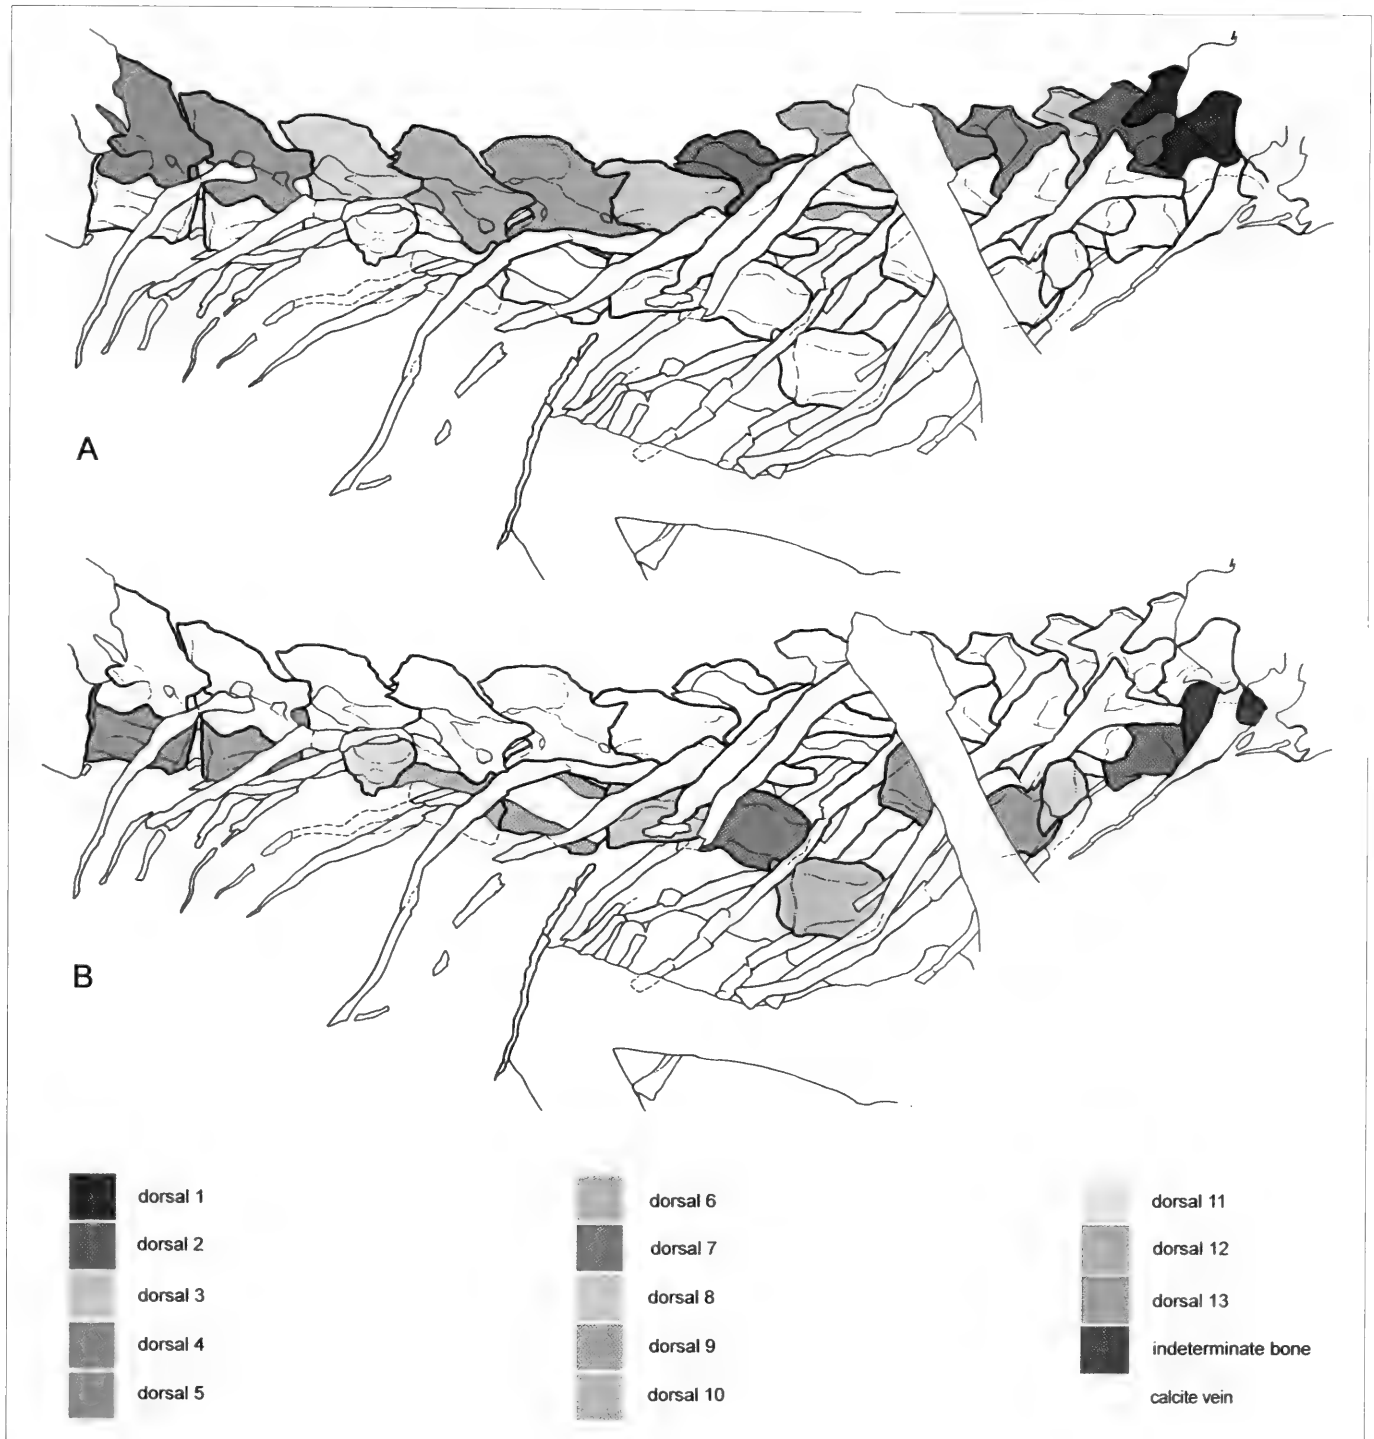 A
B
dorsal 1
dorsal 2
dorsal 3
dorsal 4
dorsal 5
dorsal 6
dorsal 7
dorsal 8
dorsal 9
dorsal 10
dorsal 11
dorsal 12
dorsal 13
indeterminate bone
calcite vein